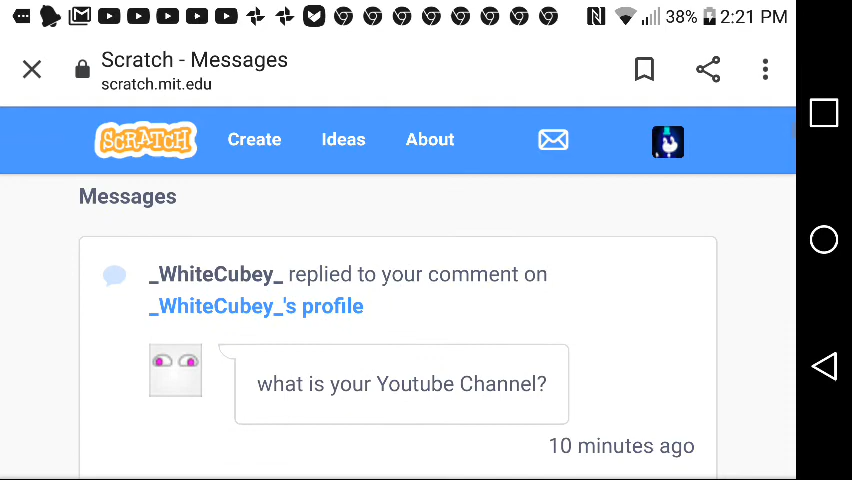 38% 2:21 PM
Scratch - Messages
scratch.mit.edu
SCRATCH Create Ideas About
Messages
_WhiteCubey_ replied to your comment on
_WhiteCubey_'s profile
what is your Youtube Channel?
10 minutes ago